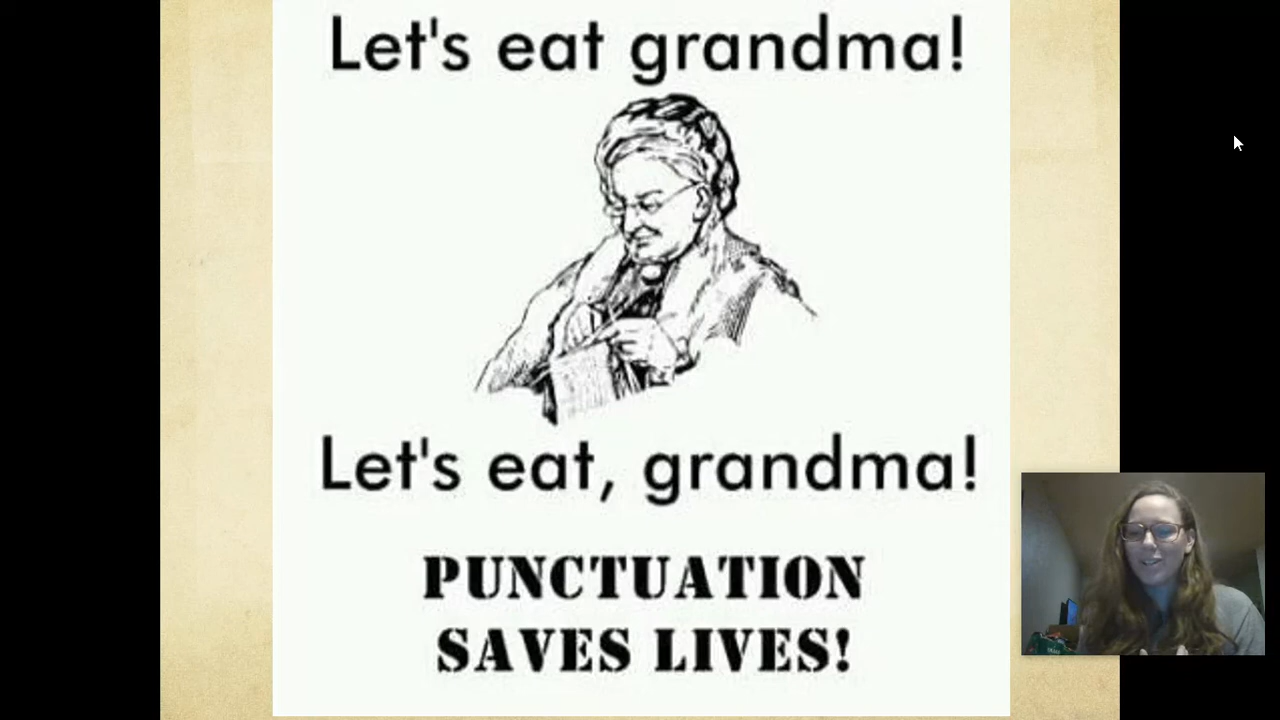 Let's eat grandma!
Let's eat, grandma!
PUNCTUATION
SAVES LIVES!